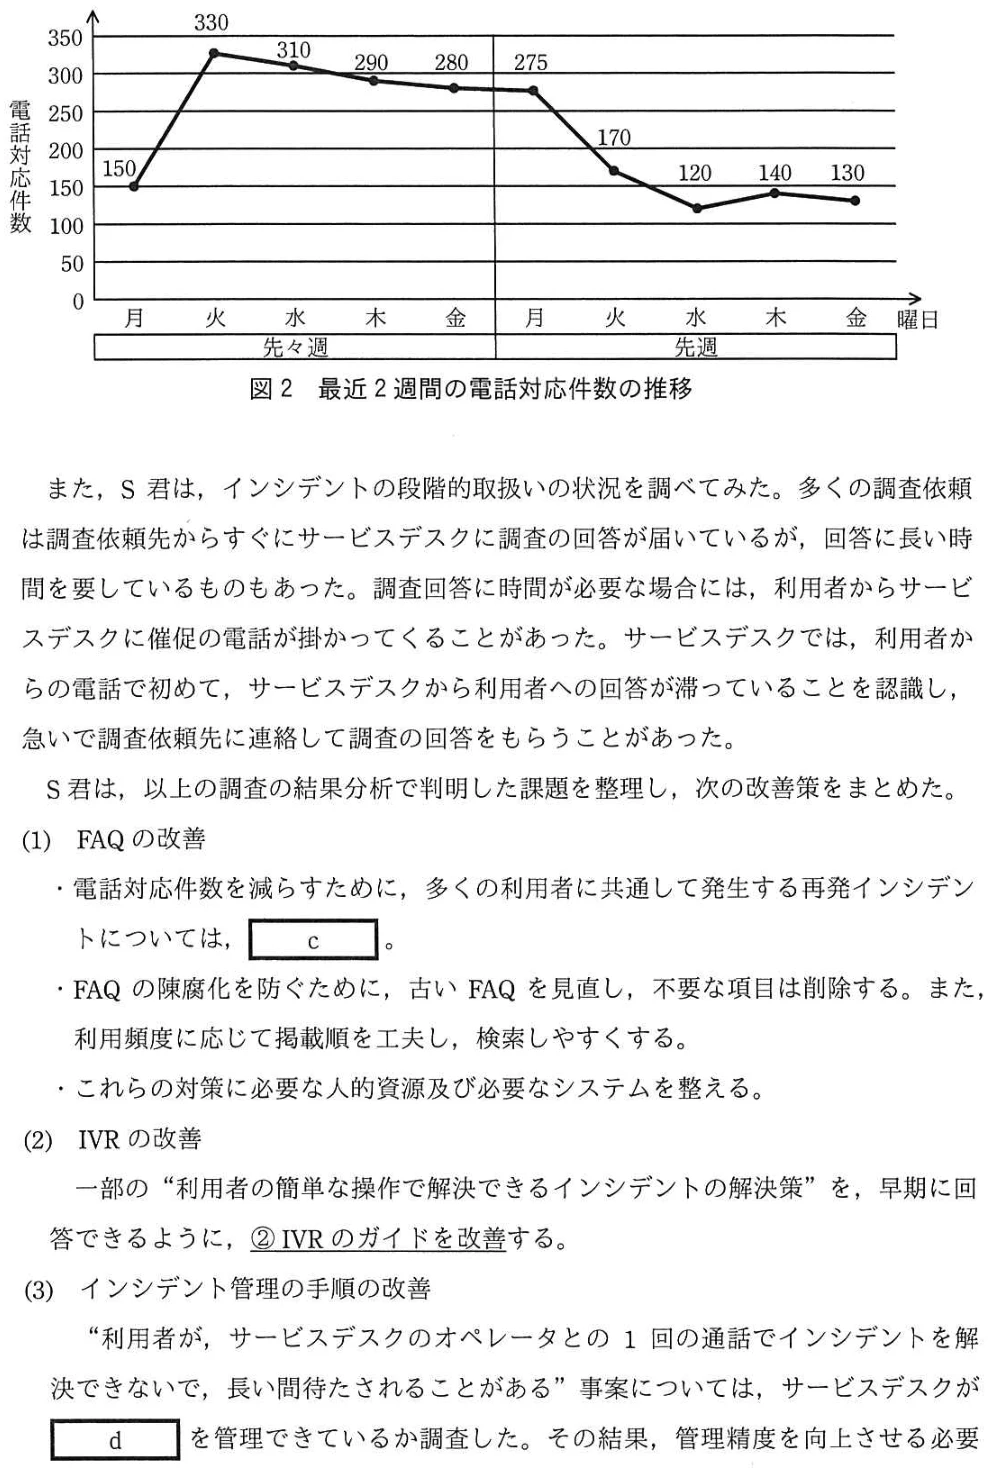 電話対応件数
350
300
250
200
150
100
50
0
150
330
310
290
280
275
170
120
140
130
月 火 水 木 金 月 火 水 木 金 曜日
先々週 先週
図2 最近2週間の電話対応件数の推移
また，S 君は，インシデントの段階的取扱いの状況を調べてみた。多くの調査依頼
は調査依頼先からすぐにサービスデスクに調査の回答が届いているが，回答に長い時
間を要しているものもあった。調査回答に時間が必要な場合には，利用者からサービ
スデスクに催促の電話が掛かってくることがあった。サービスデスクでは，利用者か
らの電話で初めて，サービスデスクから利用者への回答が滞っていることを認識し，
急いで調査依頼先に連絡して調査の回答をもらうことがあった。
S君は，以上の調査の結果分析で判明した課題を整理し，次の改善策をまとめた。
(1) FAQ の改善
・電話対応件数を減らすために，多くの利用者に共通して発生する再発インシデン
トについては， c 。
・FAQ の陳腐化を防ぐために，古い FAQ を見直し，不要な項目は削除する。また，
利用頻度に応じて掲載順を工夫し，検索しやすくする。
・これらの対策に必要な人的資源及び必要なシステムを整える。
(2) IVR の改善
一部の“利用者の簡単な操作で解決できるインシデントの解決策”を，早期に回
答できるように，② IVR のガイドを改善する。
(3) インシデント管理の手順の改善
“利用者が，サービスデスクのオペレータとの 1 回の通話でインシデントを解
決できないで，長い間待たされることがある”事案については，サービスデスクが
d を管理できているか調査した。その結果，管理精度を向上させる必要